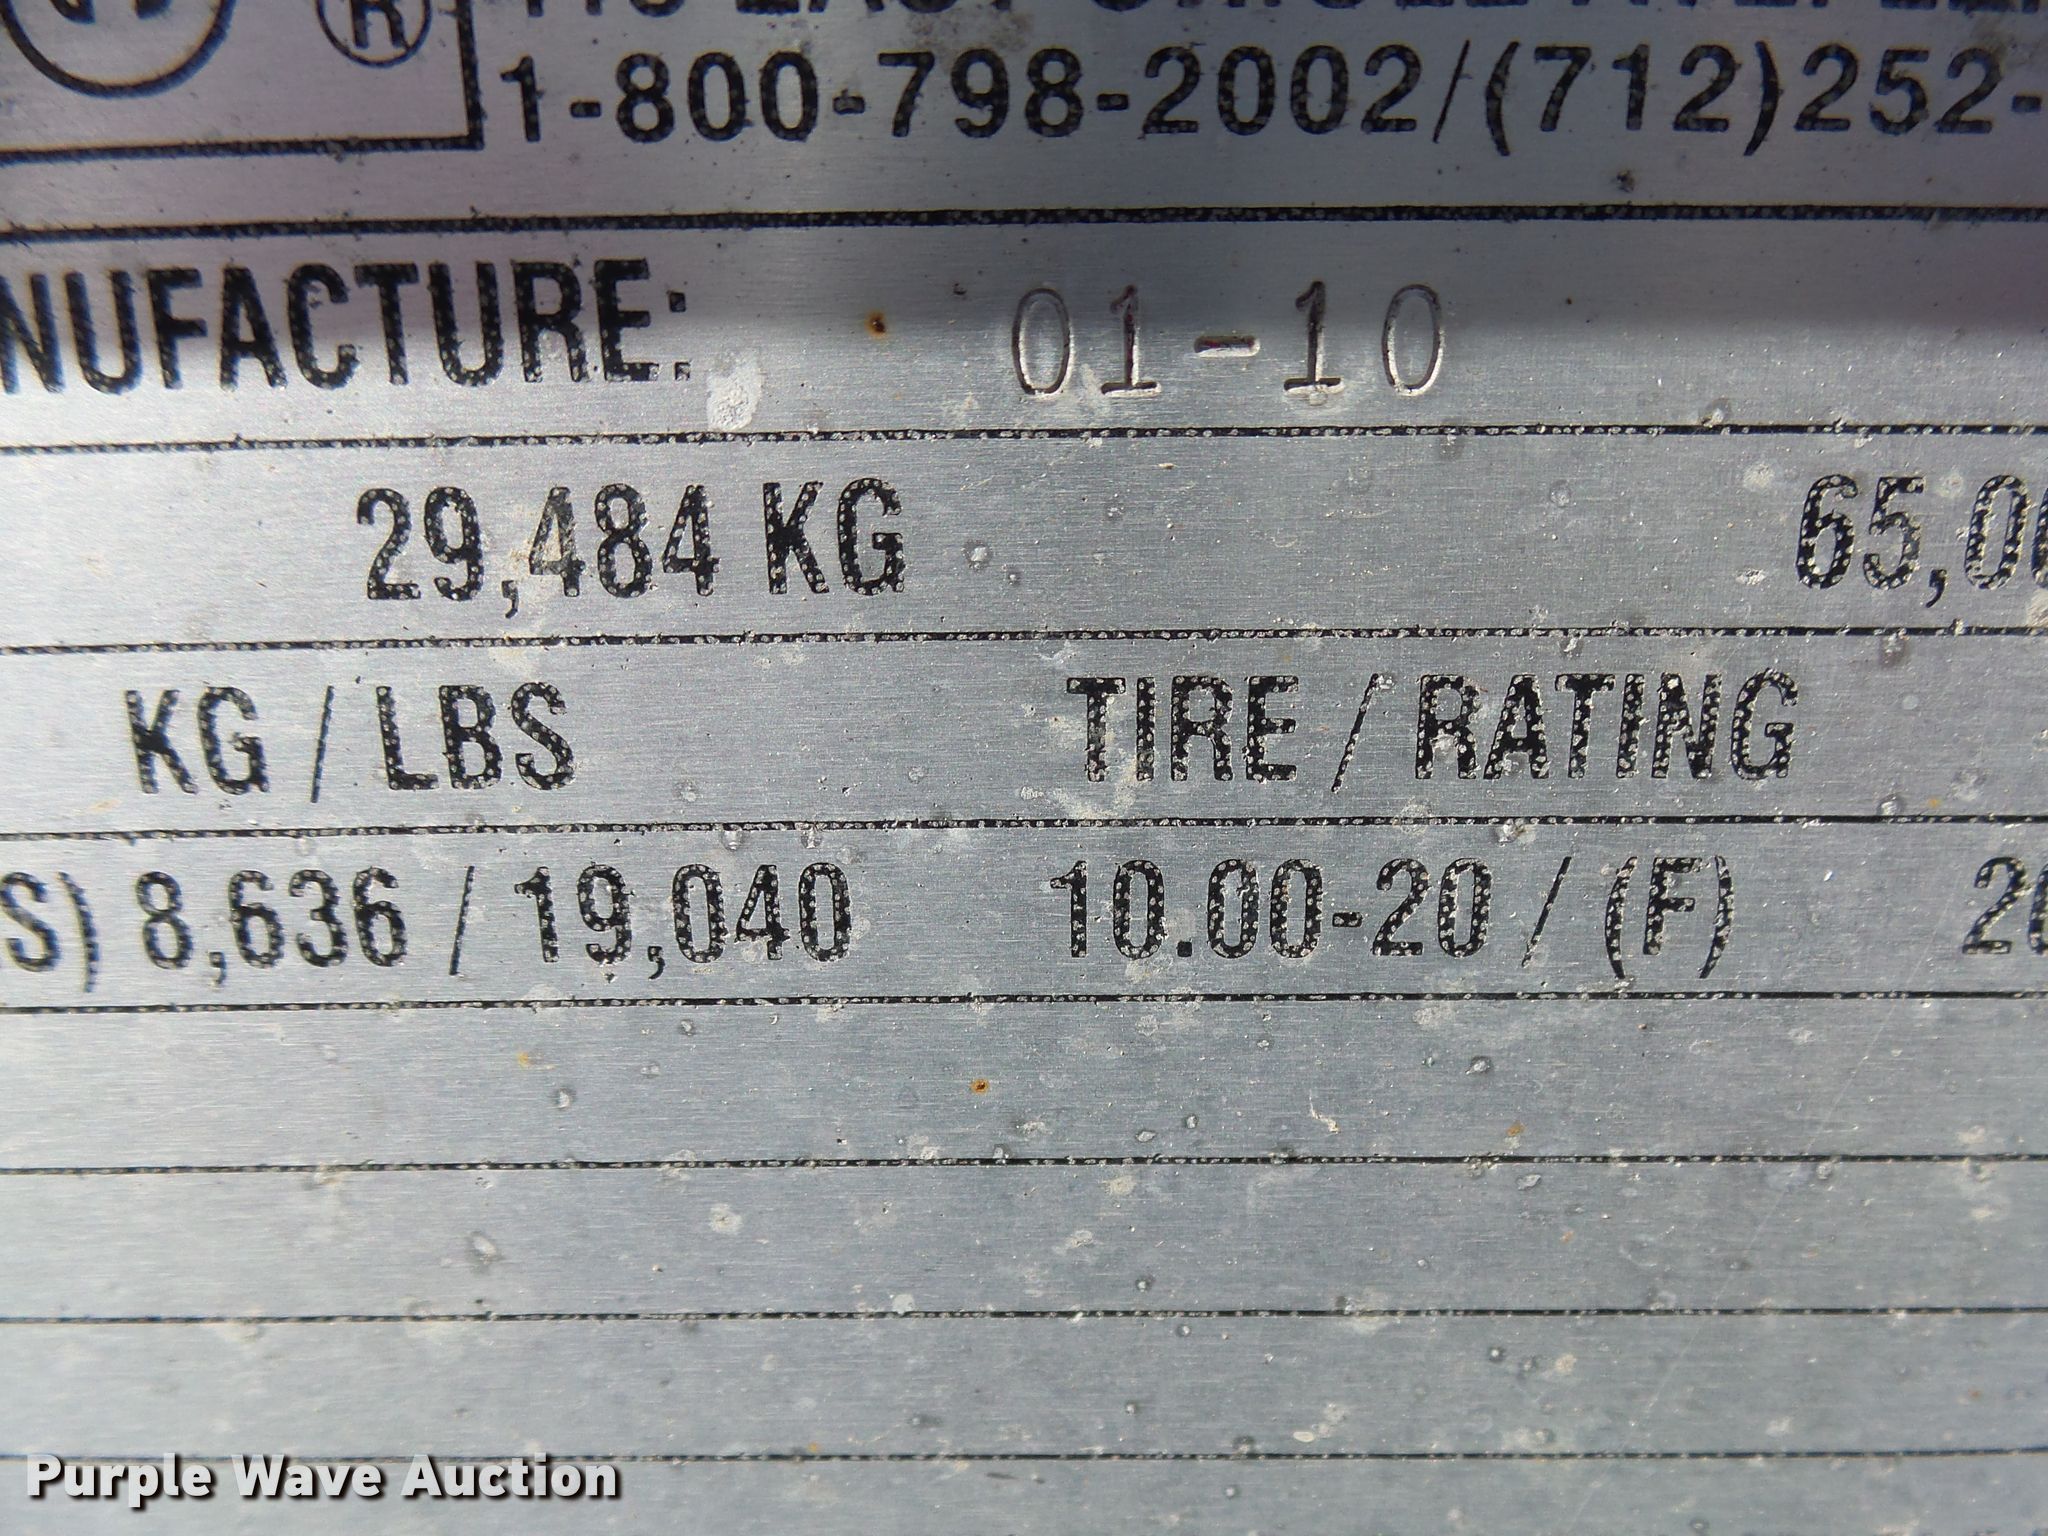 ®
1-800-798-2002/(712)252-
NUFACTURE: 01-10
29,484 KG 65,0
KG / LBS TIRE / RATING
S) 8,636 / 19,040 10.00-20 / (F) 2
Purple Wave Auction